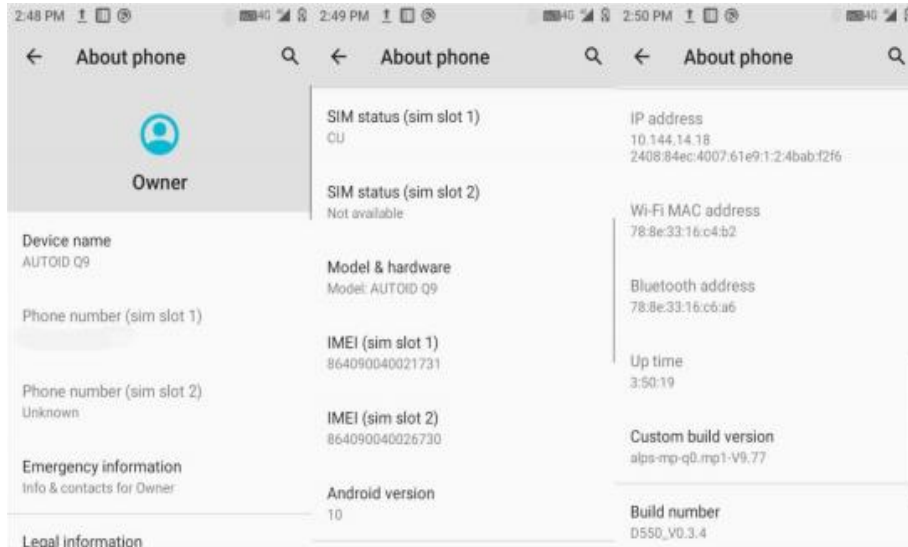 2:48 PM
About phone
Owner
Device name
AUTOID Q9
Phone number (sim slot 1)
Phone number (sim slot 2)
Unknown
Emergency information
Info & contacts for Owner
Legal information
4G 2:49 PM
About phone
SIM status (sim slot 1)
CU
SIM status (sim slot 2)
Not available
Model & hardware
Model: AUTOID Q9
IMEI (sim slot 1)
864090040021731
IMEI (sim slot 2)
864090040026730
Android version
10
4G 2:50 PM
About phone
IP address
10.144.14.18
2408:84ec:4007:61e9:1:2:4bab:f2f6
Wi-Fi MAC address
78:8e:33:16:c4:b2
Bluetooth address
78:8e:33:16:c6:a6
Up time
3:50:19
Custom build version
alps-mp-q0.mp1-V9.77
Build number
D550_V0.3.4
4G